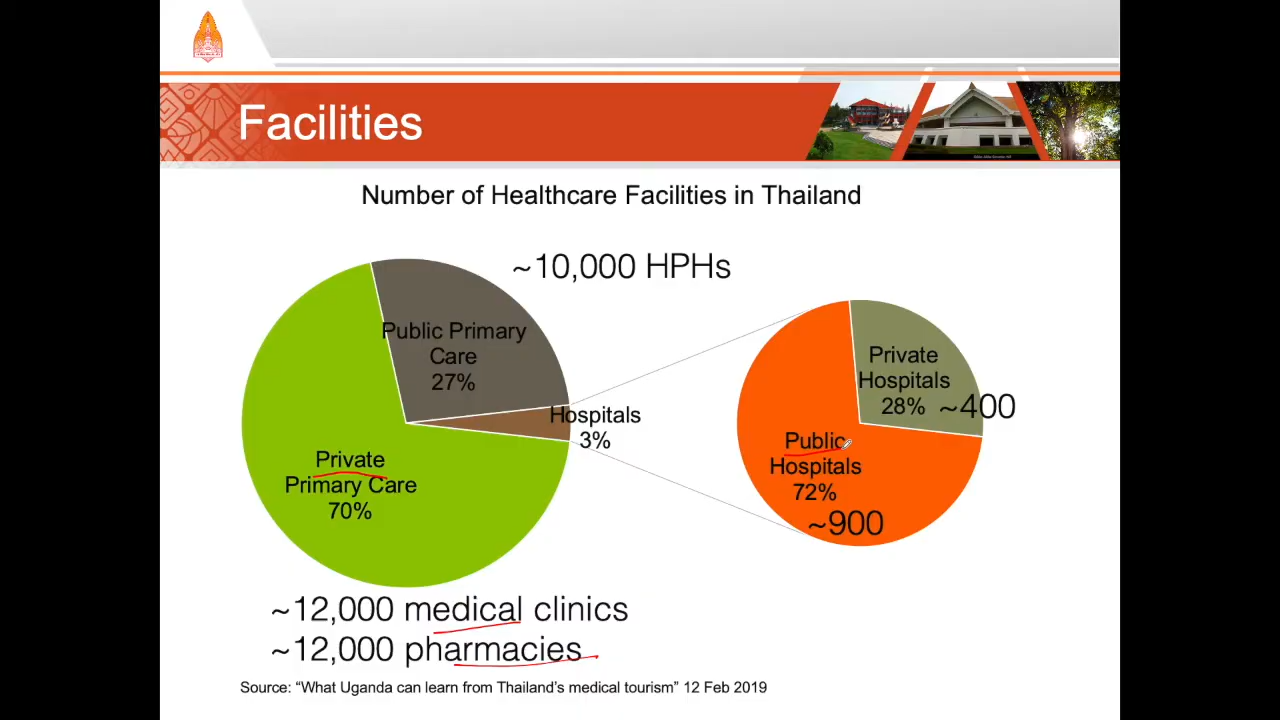 Facilities
Number of Healthcare Facilities in Thailand
~10,000 HPHs
Public Primary
Care
27%
Hospitals
3%
Private
Primary Care
70%
Private
Hospitals
28%
~400
Public
Hospitals
72%
~900
~12,000 medical clinics
~12,000 pharmacies
Source: “What Uganda can learn from Thailand’s medical tourism” 12 Feb 2019